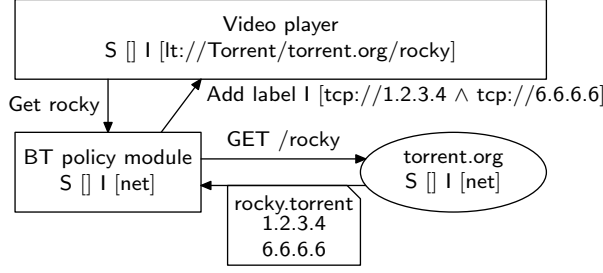 Video player
S [] I [lt://Torrent/torrent.org/rocky]
Get rocky
Add label I [tcp://1.2.3.4 ∧ tcp://6.6.6.6]
BT policy module
S [] I [net]
GET /rocky
torrent.org
S [] I [net]
rocky.torrent
1.2.3.4
6.6.6.6